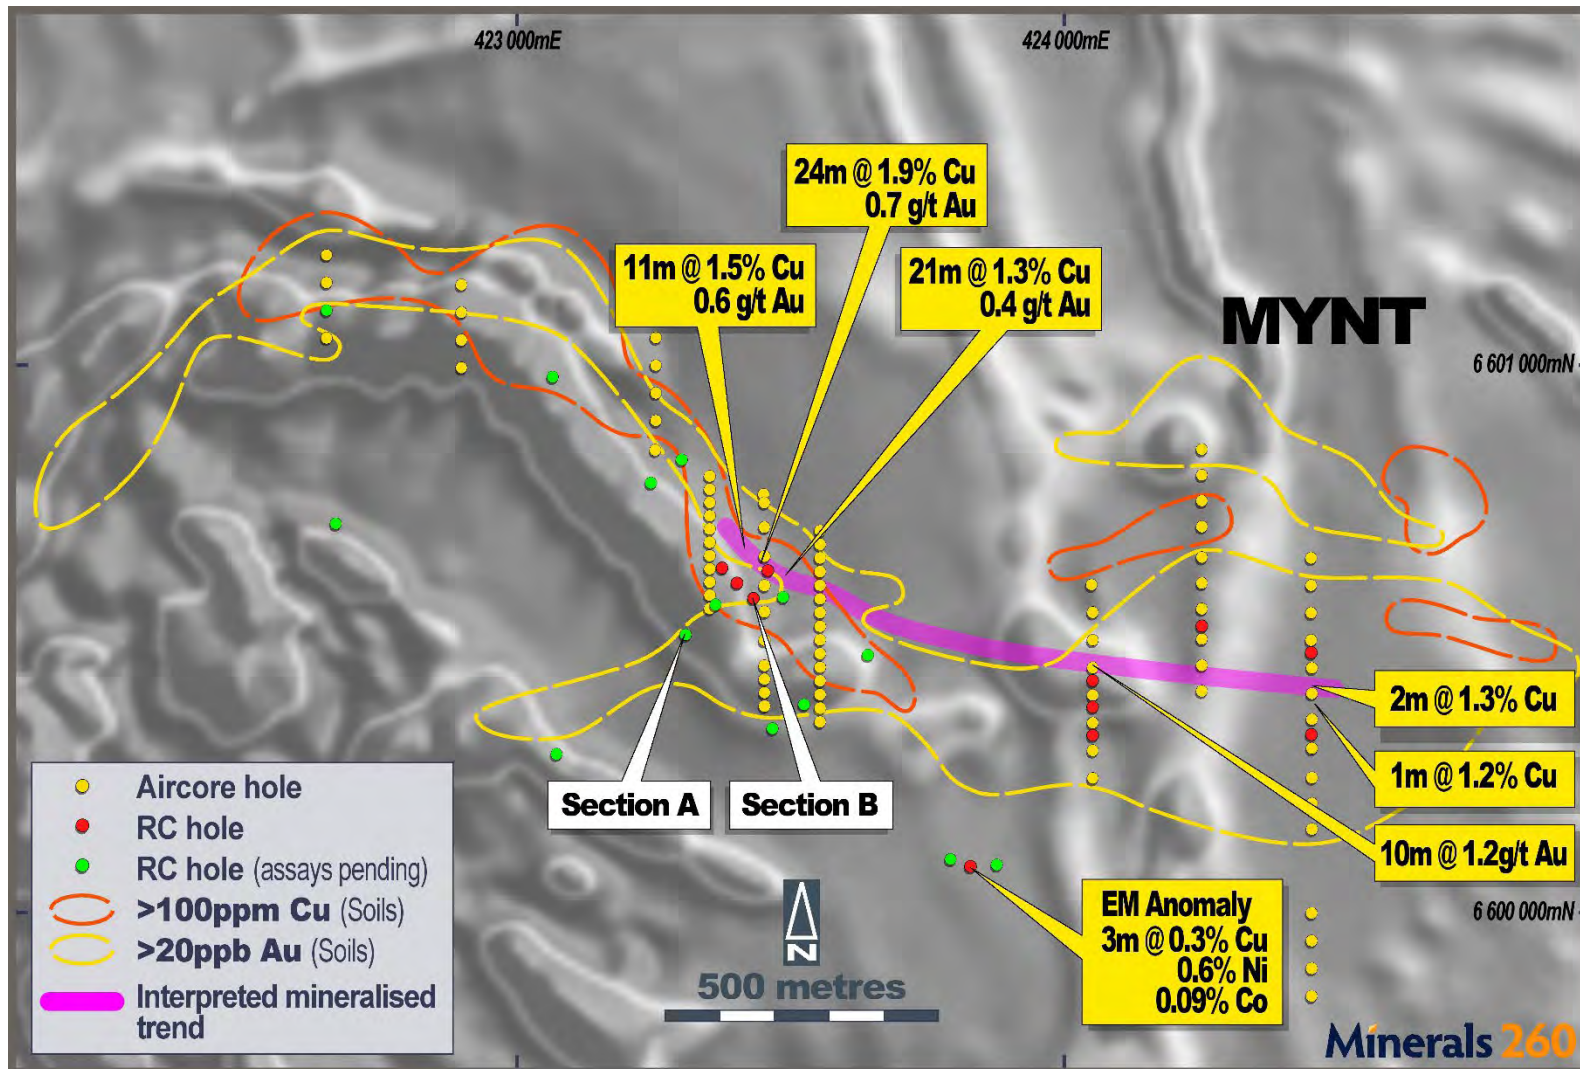 423 000mE
424 000mE
24m @ 1.9% Cu
0.7 g/t Au
11m @ 1.5% Cu
0.6 g/t Au
21m @ 1.3% Cu
0.4 g/t Au
MYNT
6 601 000mN
2m @ 1.3% Cu
1m @ 1.2% Cu
10m @ 1.2g/t Au
Section A
Section B
EM Anomaly
3m @ 0.3% Cu
0.6% Ni
0.09% Co
6 600 000mN
Aircore hole
RC hole
RC hole (assays pending)
>100ppm Cu (Soils)
>20ppb Au (Soils)
Interpreted mineralised
trend
N
500 metres
Minerals 260